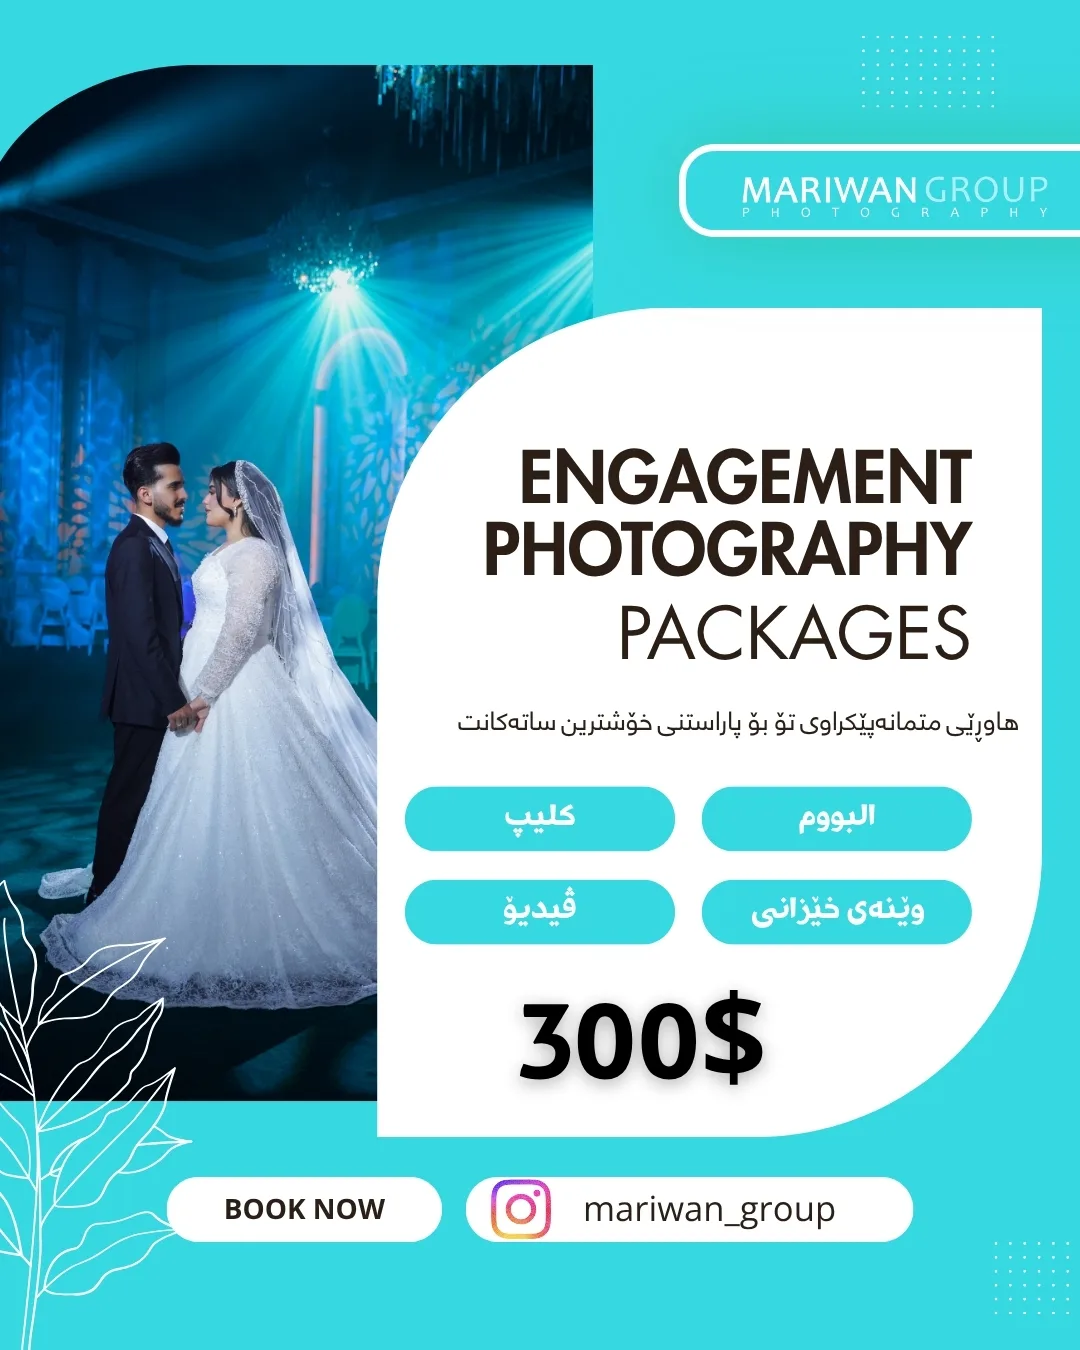 MARIWAN GROUP
PHOTOGRAPHY
ENGAGEMENT
PHOTOGRAPHY
PACKAGES
هاوڕێی متمانەپێکراوی تۆ بۆ پاراستنی خۆشترین ساتەکانت
البووم
کلیپ
وێنەی خێزانی
ڤیدیۆ
300$
BOOK NOW
mariwan_group